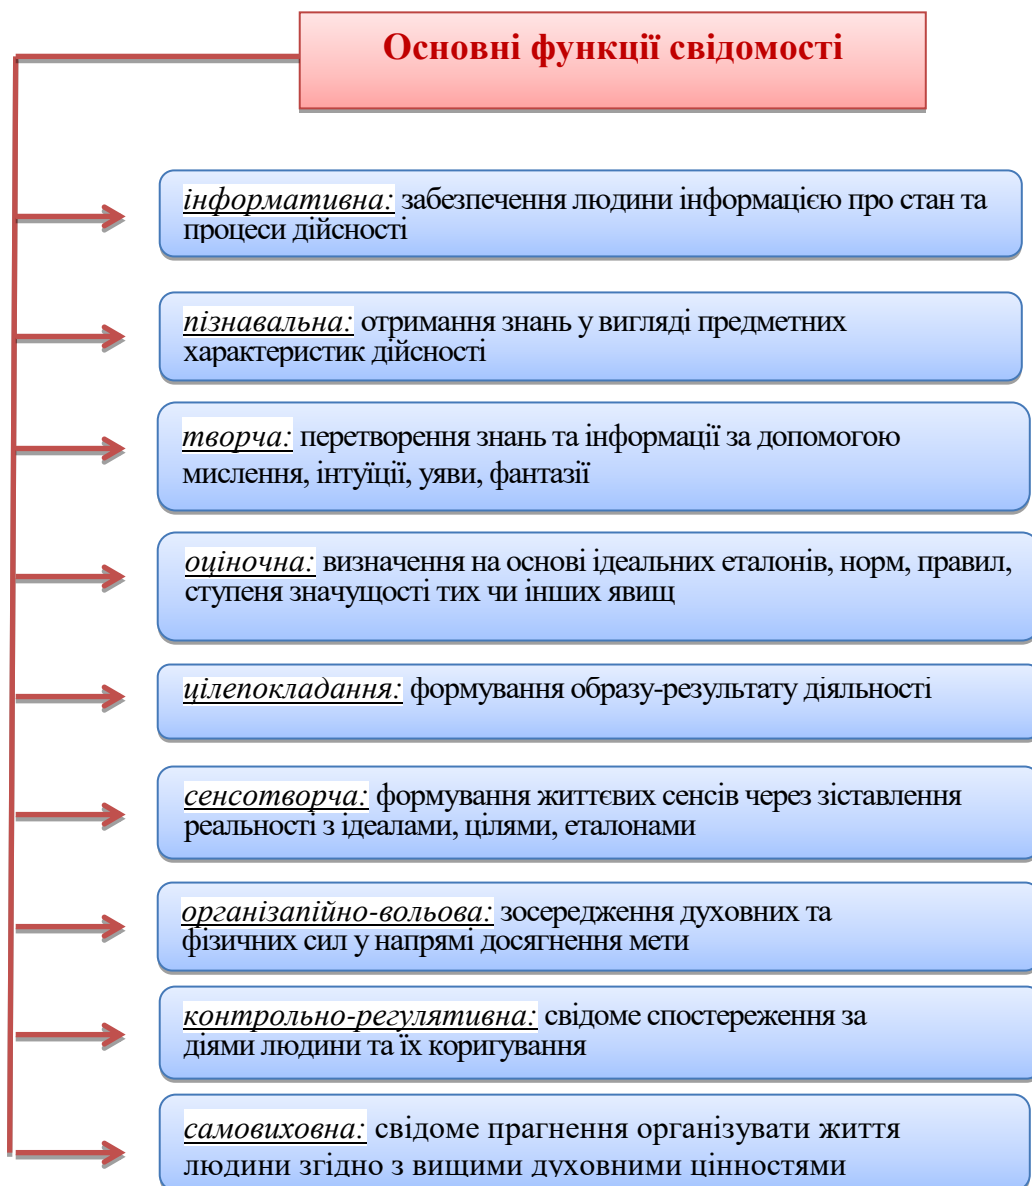 Основні функції свідомості
інформативна: забезпечення людини інформацією про стан та
процеси дійсності
пізнавальна: отримання знань у вигляді предметних
характеристик дійсності
творча: перетворення знань та інформації за допомогою
мислення, інтуїції, уяви, фантазії
оціночна: визначення на основі ідеальних еталонів, норм, правил,
ступеня значущості тих чи інших явищ
цілепокладання: формування образу-результату діяльності
сенсотворча: формування життєвих сенсів через зіставлення
реальності з ідеалами, цілями, еталонами
організапійно-вольова: зосередження духовних та
фізичних сил у напрямі досягнення мети
контрольно-регулятивна: свідоме спостереження за
діями людини та їх коригування
самовиховна: свідоме прагнення організувати життя
людини згідно з вищими духовними цінностями